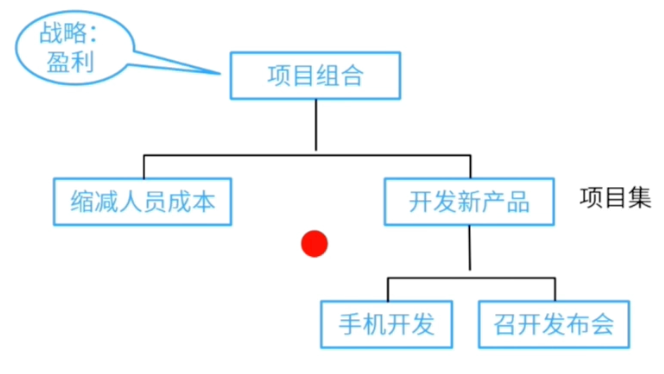 战略：
盈利
项目组合
缩减人员成本
开发新产品
项目集
手机开发
召开发布会